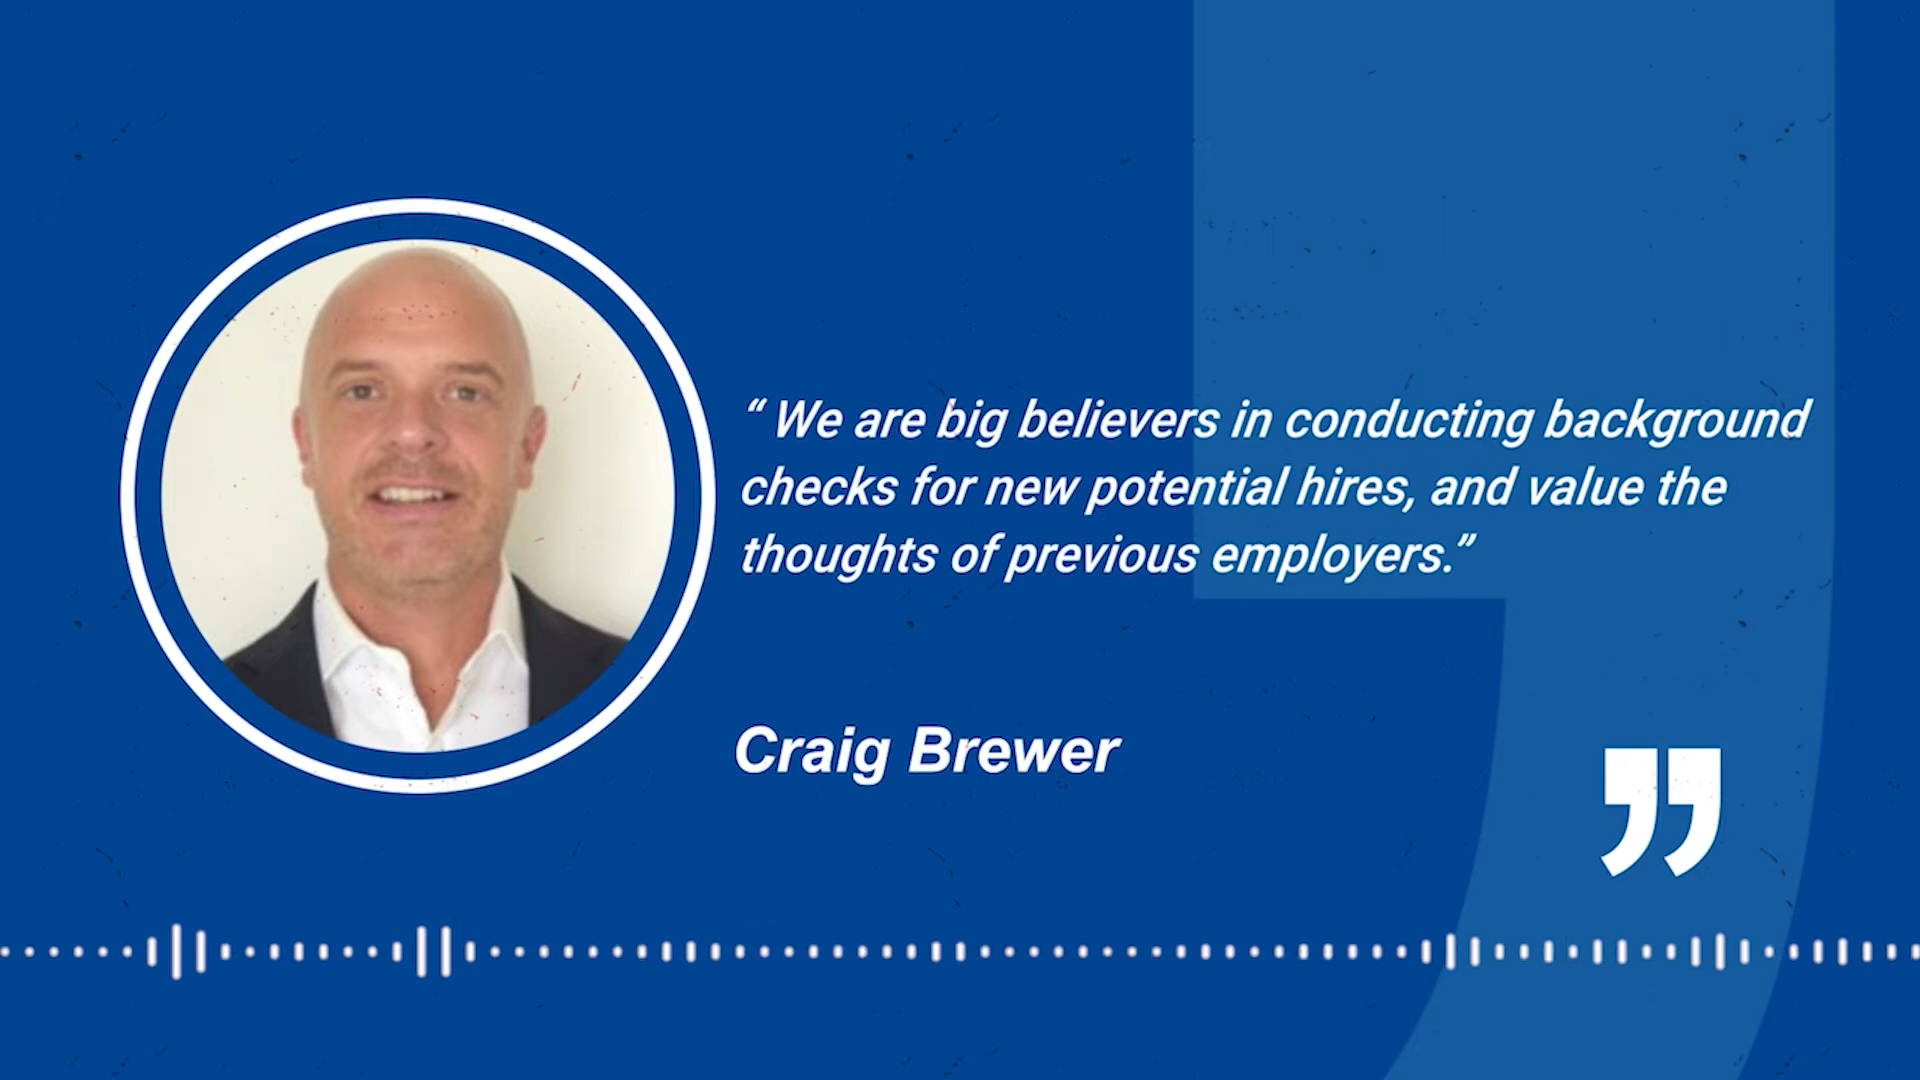 “ We are big believers in conducting background
checks for new potential hires, and value the
thoughts of previous employers.”
Craig Brewer
”